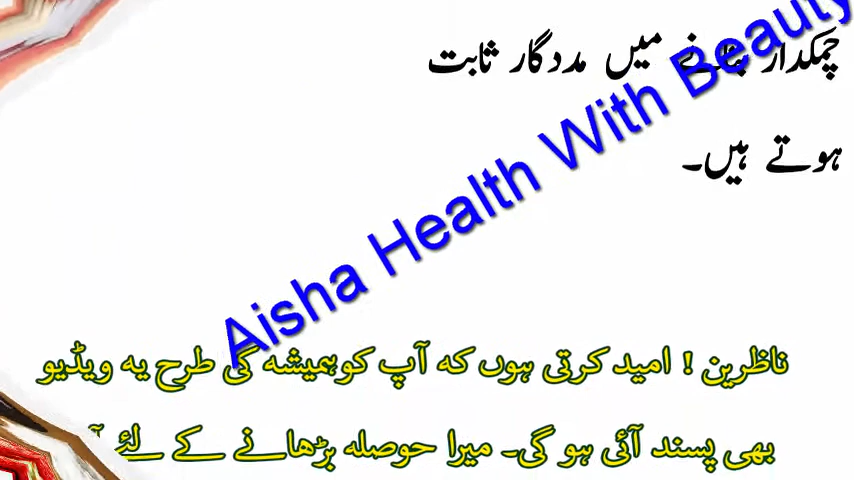 چمکدار بنانے میں مددگار ثابت
ہوتے ہیں۔
Aisha Health With Beauty
ناظرین ! امید کرتی ہوں کہ آپ کو ہمیشہ کی طرح یہ ویڈیو
بھی پسند آئی ہو گی۔ میرا حوصلہ بڑھانے کے لئے